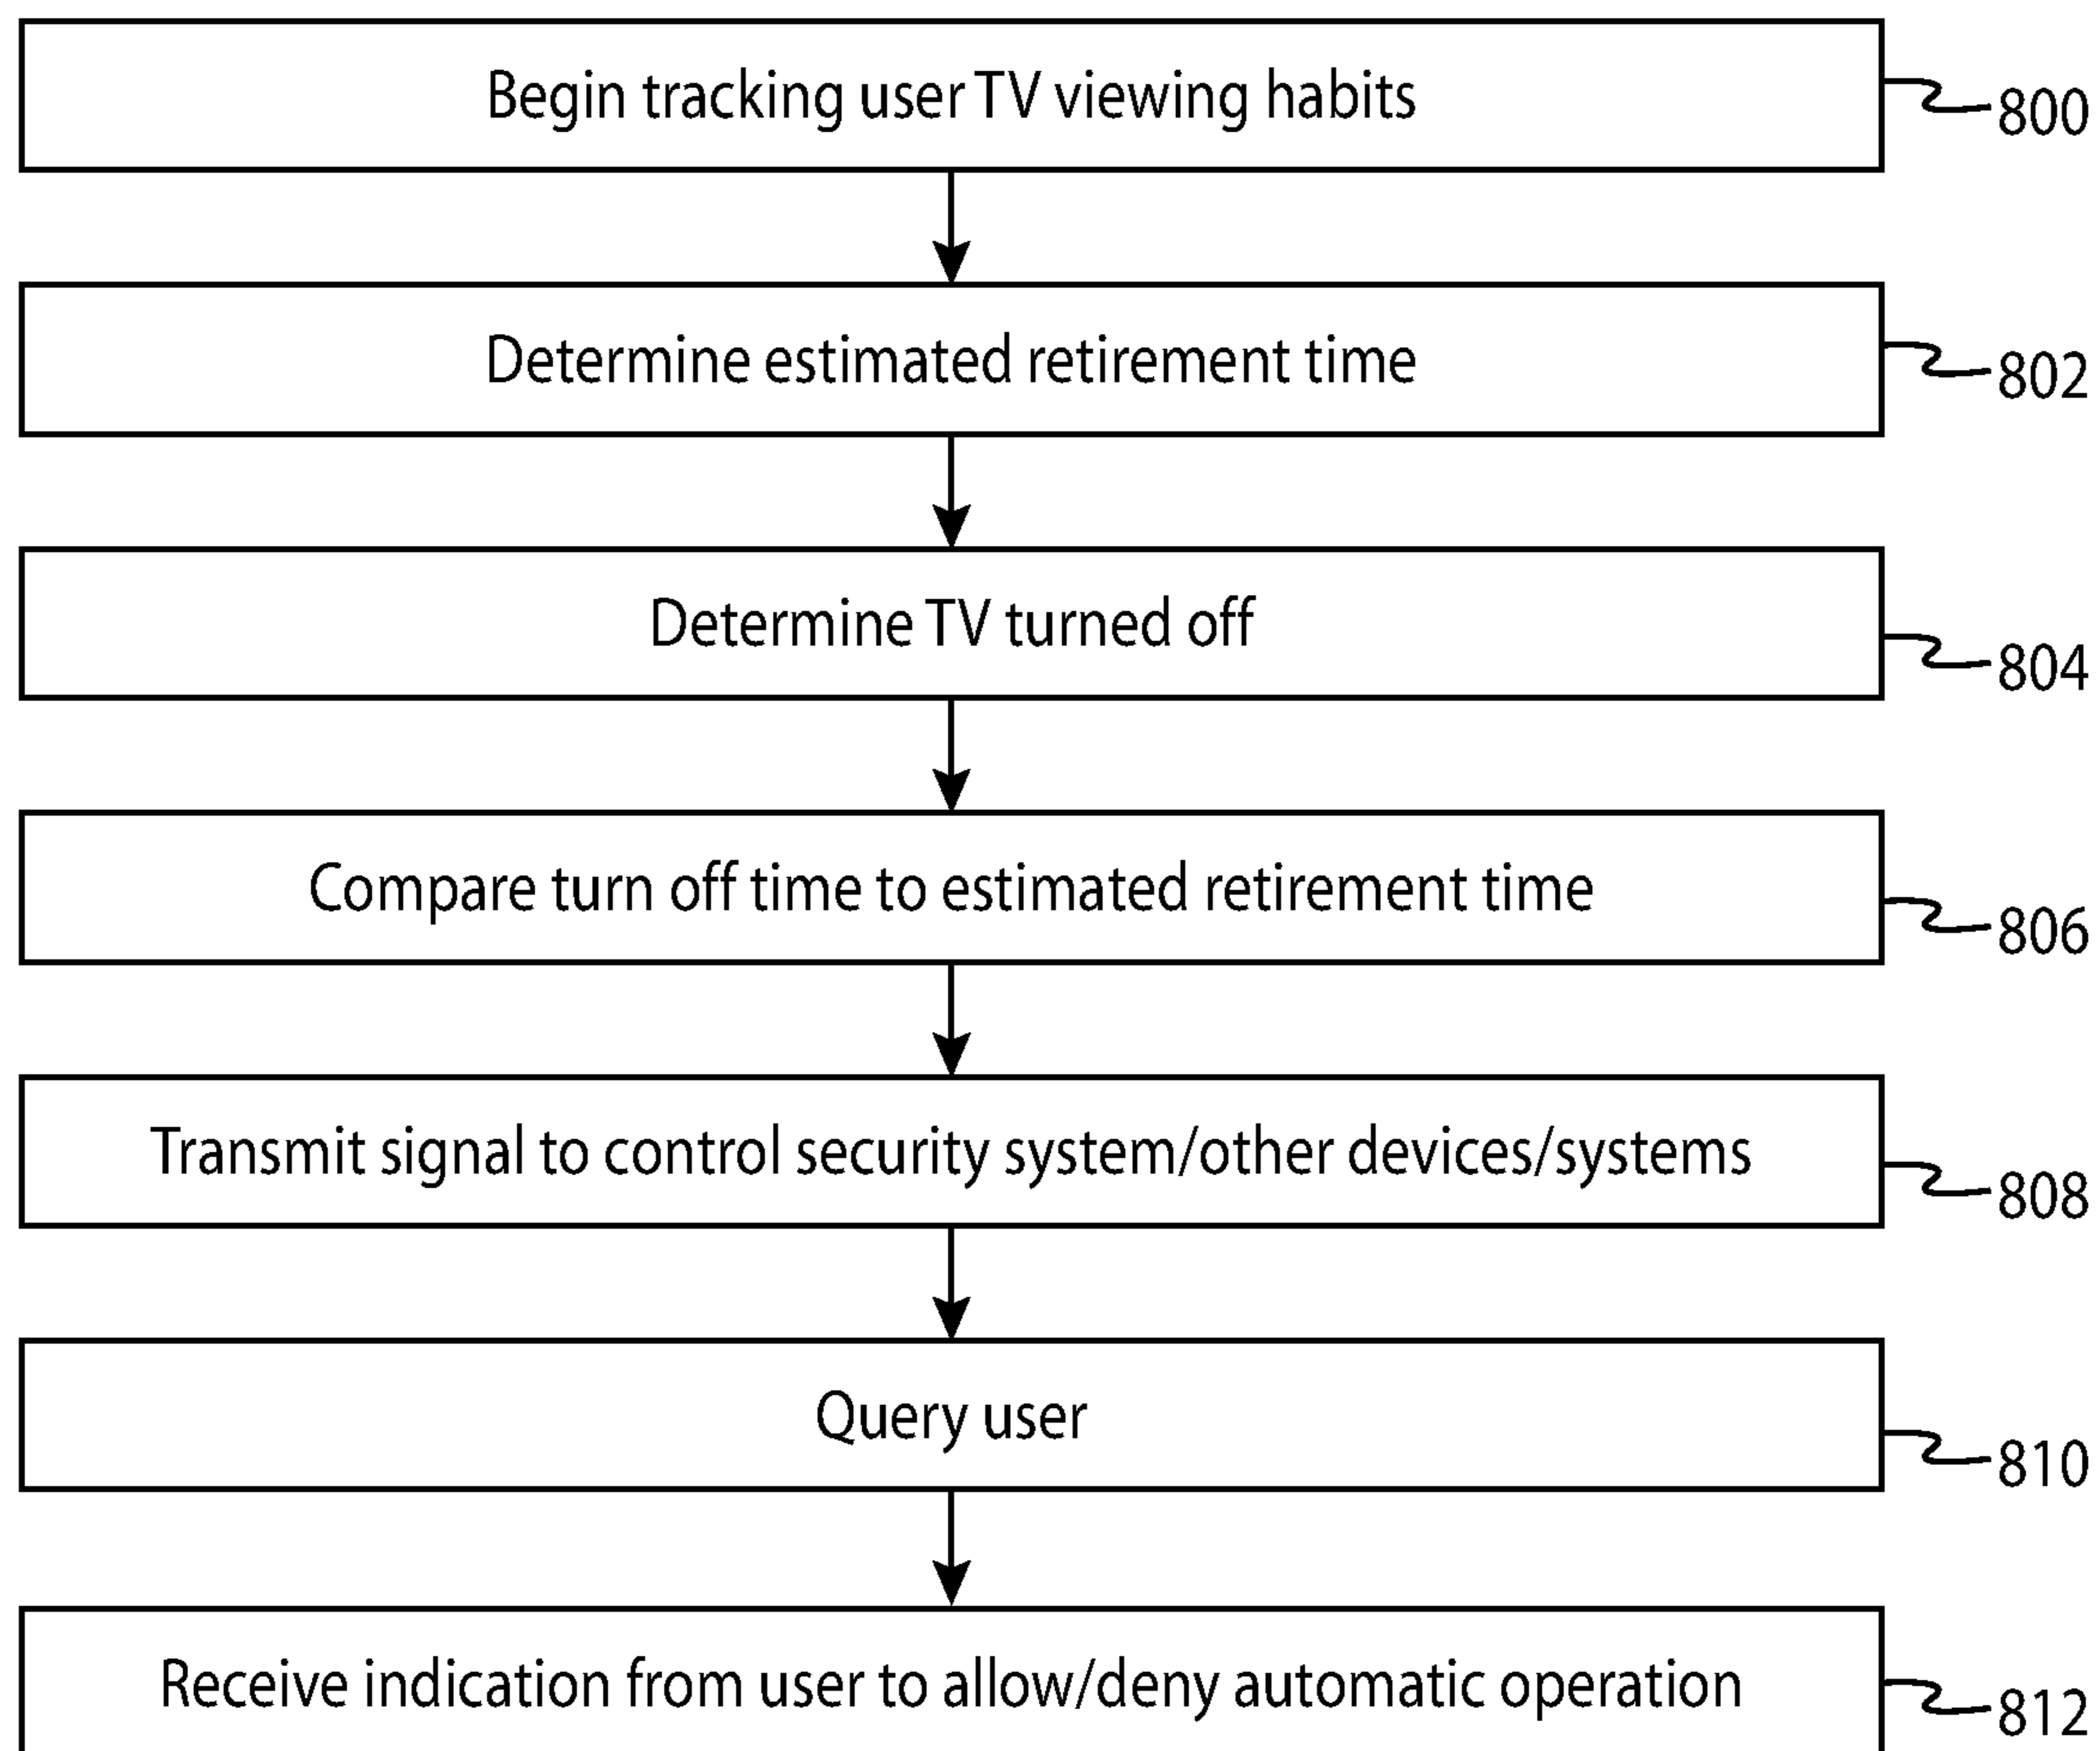 Begin tracking user TV viewing habits
800
Determine estimated retirement time
802
Determine TV turned off
804
Compare turn off time to estimated retirement time
806
Transmit signal to control security system/other devices/systems
808
Query user
810
Receive indication from user to allow/deny automatic operation
812